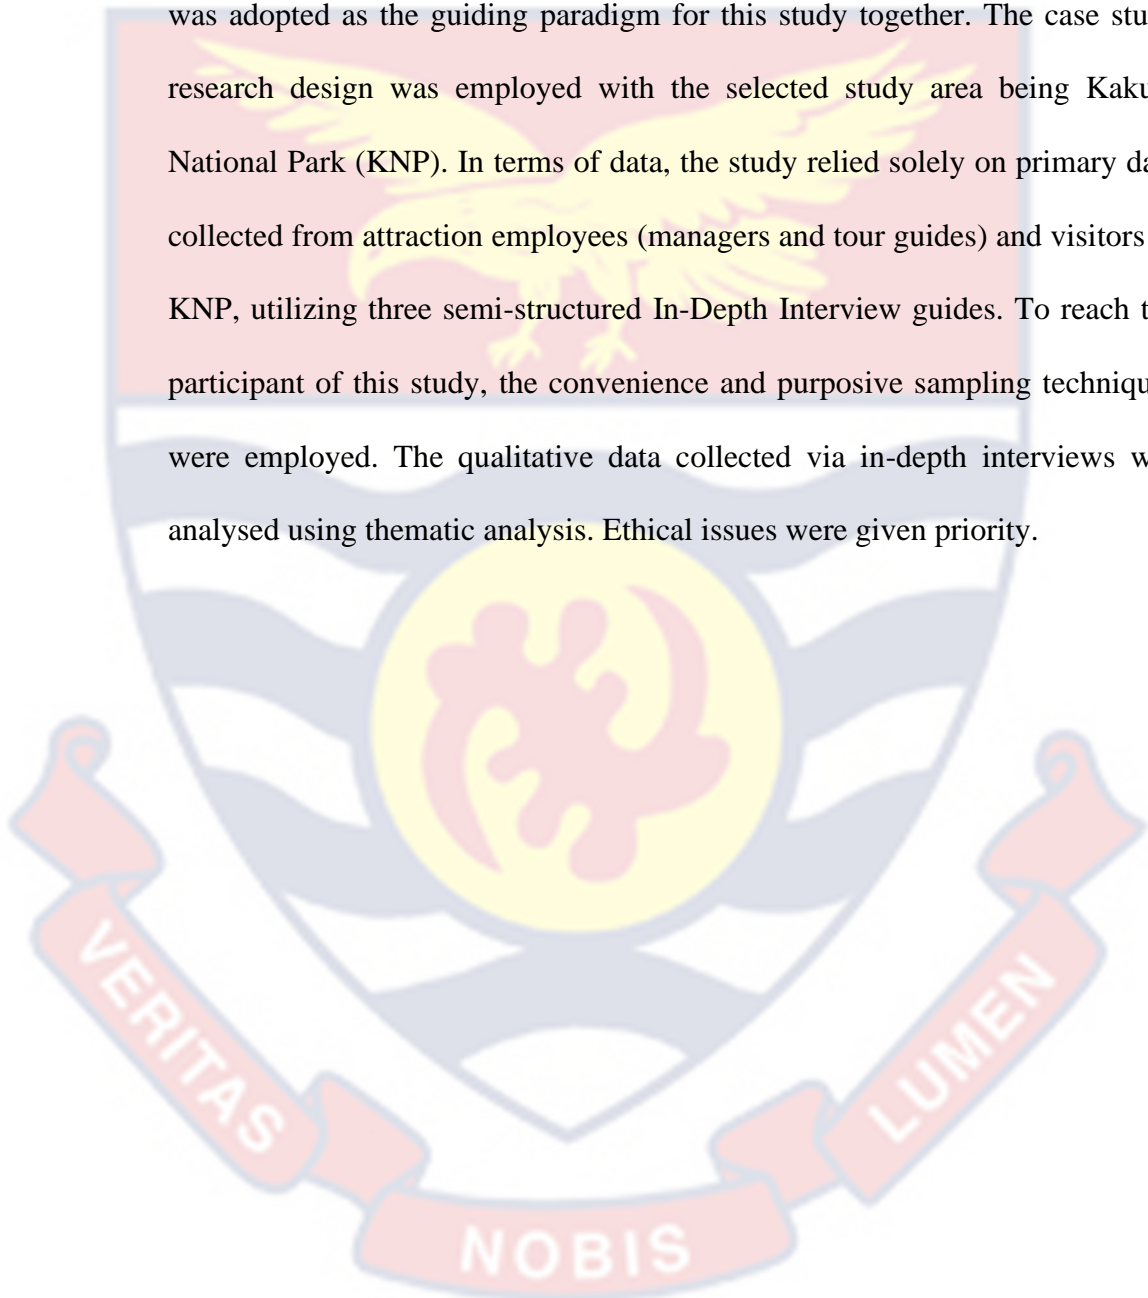 was adopted as the guiding paradigm for this study together. The case stu
research design was employed with the selected study area being Kaku
National Park (KNP). In terms of data, the study relied solely on primary da
collected from attraction employees (managers and tour guides) and visitors
KNP, utilizing three semi-structured In-Depth Interview guides. To reach t
participant of this study, the convenience and purposive sampling techniqu
were employed. The qualitative data collected via in-depth interviews w
analysed using thematic analysis. Ethical issues were given priority.
VERITAS
NOBIS
LUMEN